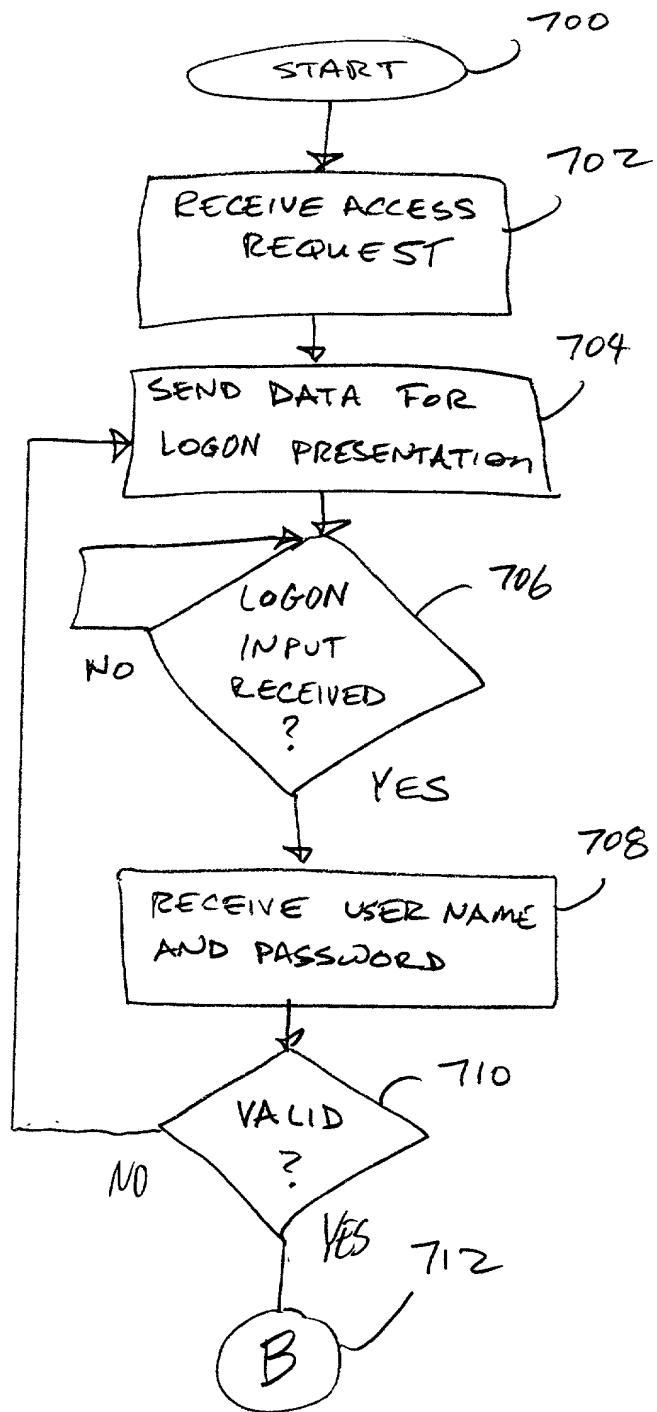 700
START
702
RECEIVE ACCESS
REQUEST
704
SEND DATA FOR
LOGON PRESENTATION
706
LOGON
INPUT
RECEIVED
?
NO
YES
708
RECEIVE USER NAME
AND PASSWORD
710
VALID
?
NO
YES
712
B